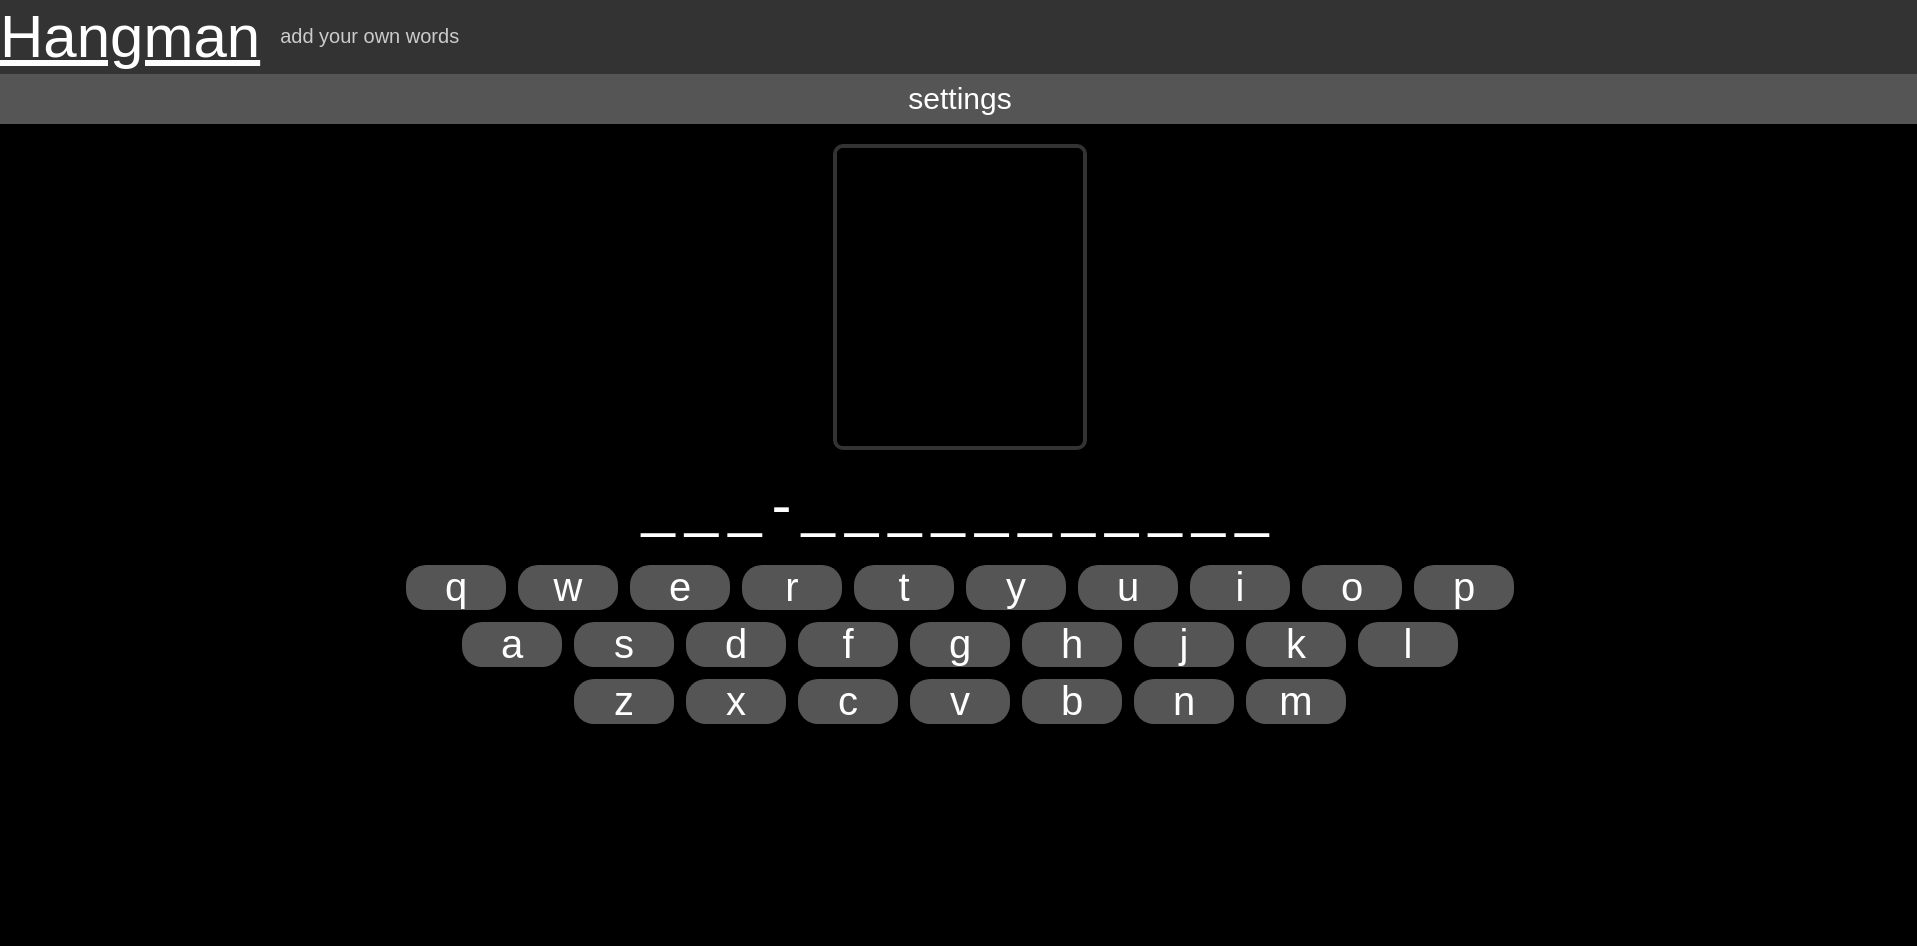 Hangman add your own words
settings
_ _ _ - _ _ _ _ _ _ _ _ _ _ _
q w e r t y u i o p
a s d f g h j k l
z x c v b n m